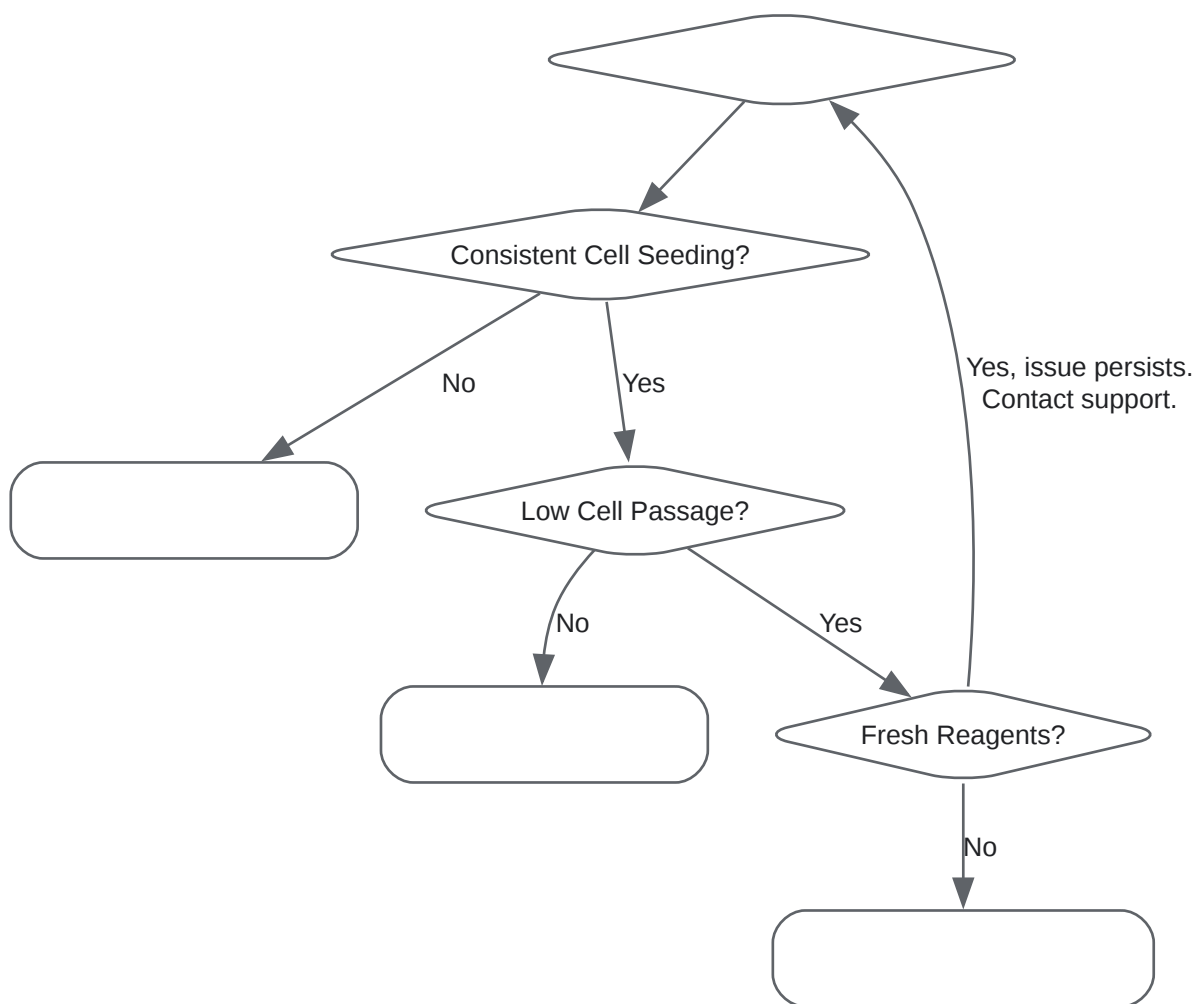 Consistent Cell Seeding?
No
Yes
Yes, issue persists.
Contact support.
Low Cell Passage?
No
Yes
Fresh Reagents?
No